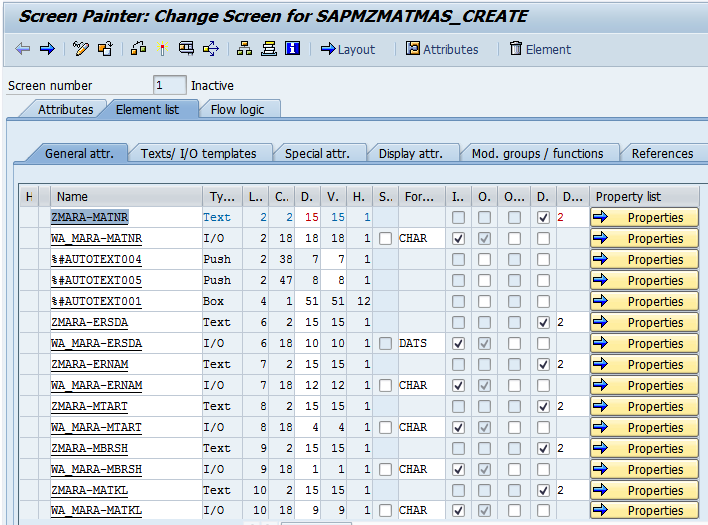 Screen Painter: Change Screen for SAPMZMATMAS_CREATE
Layout Attributes Element
Screen number 1 Inactive
Attributes Element list Flow logic
General attr. Texts/ I/O templates Special attr. Display attr. Mod. groups / functions References
H Name Ty... L... C... D. V. H. S.. For... I.. O. O... D. D... Property list
ZMARA-MATNR Text 2 2 15 15 1 2 Properties
WA_MARA-MATNR I/O 2 18 18 18 1 CHAR Properties
%#AUTOTEXT004 Push 2 38 7 7 1 Properties
%#AUTOTEXT005 Push 2 47 8 8 1 Properties
%#AUTOTEXT001 Box 4 1 51 51 12 Properties
ZMARA-ERSDA Text 6 2 15 15 1 2 Properties
WA_MARA-ERSDA I/O 6 18 10 10 1 DATS Properties
ZMARA-ERNAM Text 7 2 15 15 1 2 Properties
WA_MARA-ERNAM I/O 7 18 12 12 1 CHAR Properties
ZMARA-MTART Text 8 2 15 15 1 2 Properties
WA_MARA-MTART I/O 8 18 4 4 1 CHAR Properties
ZMARA-MBRSH Text 9 2 15 15 1 2 Properties
WA_MARA-MBRSH I/O 9 18 1 1 1 CHAR Properties
ZMARA-MATKL Text 10 2 15 15 1 2 Properties
WA_MARA-MATKL I/O 10 18 9 9 1 CHAR Properties